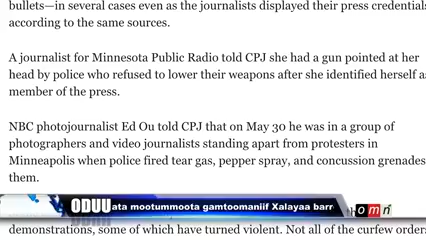 bullets—in several cases even as the journalists displayed their press credentials
according to the same sources.
A journalist for Minnesota Public Radio told CPJ she had a gun pointed at her
head by police who refused to lower their weapons after she identified herself a
member of the press.
NBC photojournalist Ed Ou told CPJ that on May 30 he was in a group of
photographers and video journalists standing apart from protesters in
Minneapolis when police fired tear gas, pepper spray, and concussion grenades
them.
ODUU ata mootummoota gamtoomaniif Xalayaa barr
omn
demonstrations, some of which have turned violent. Not all of the curfew order